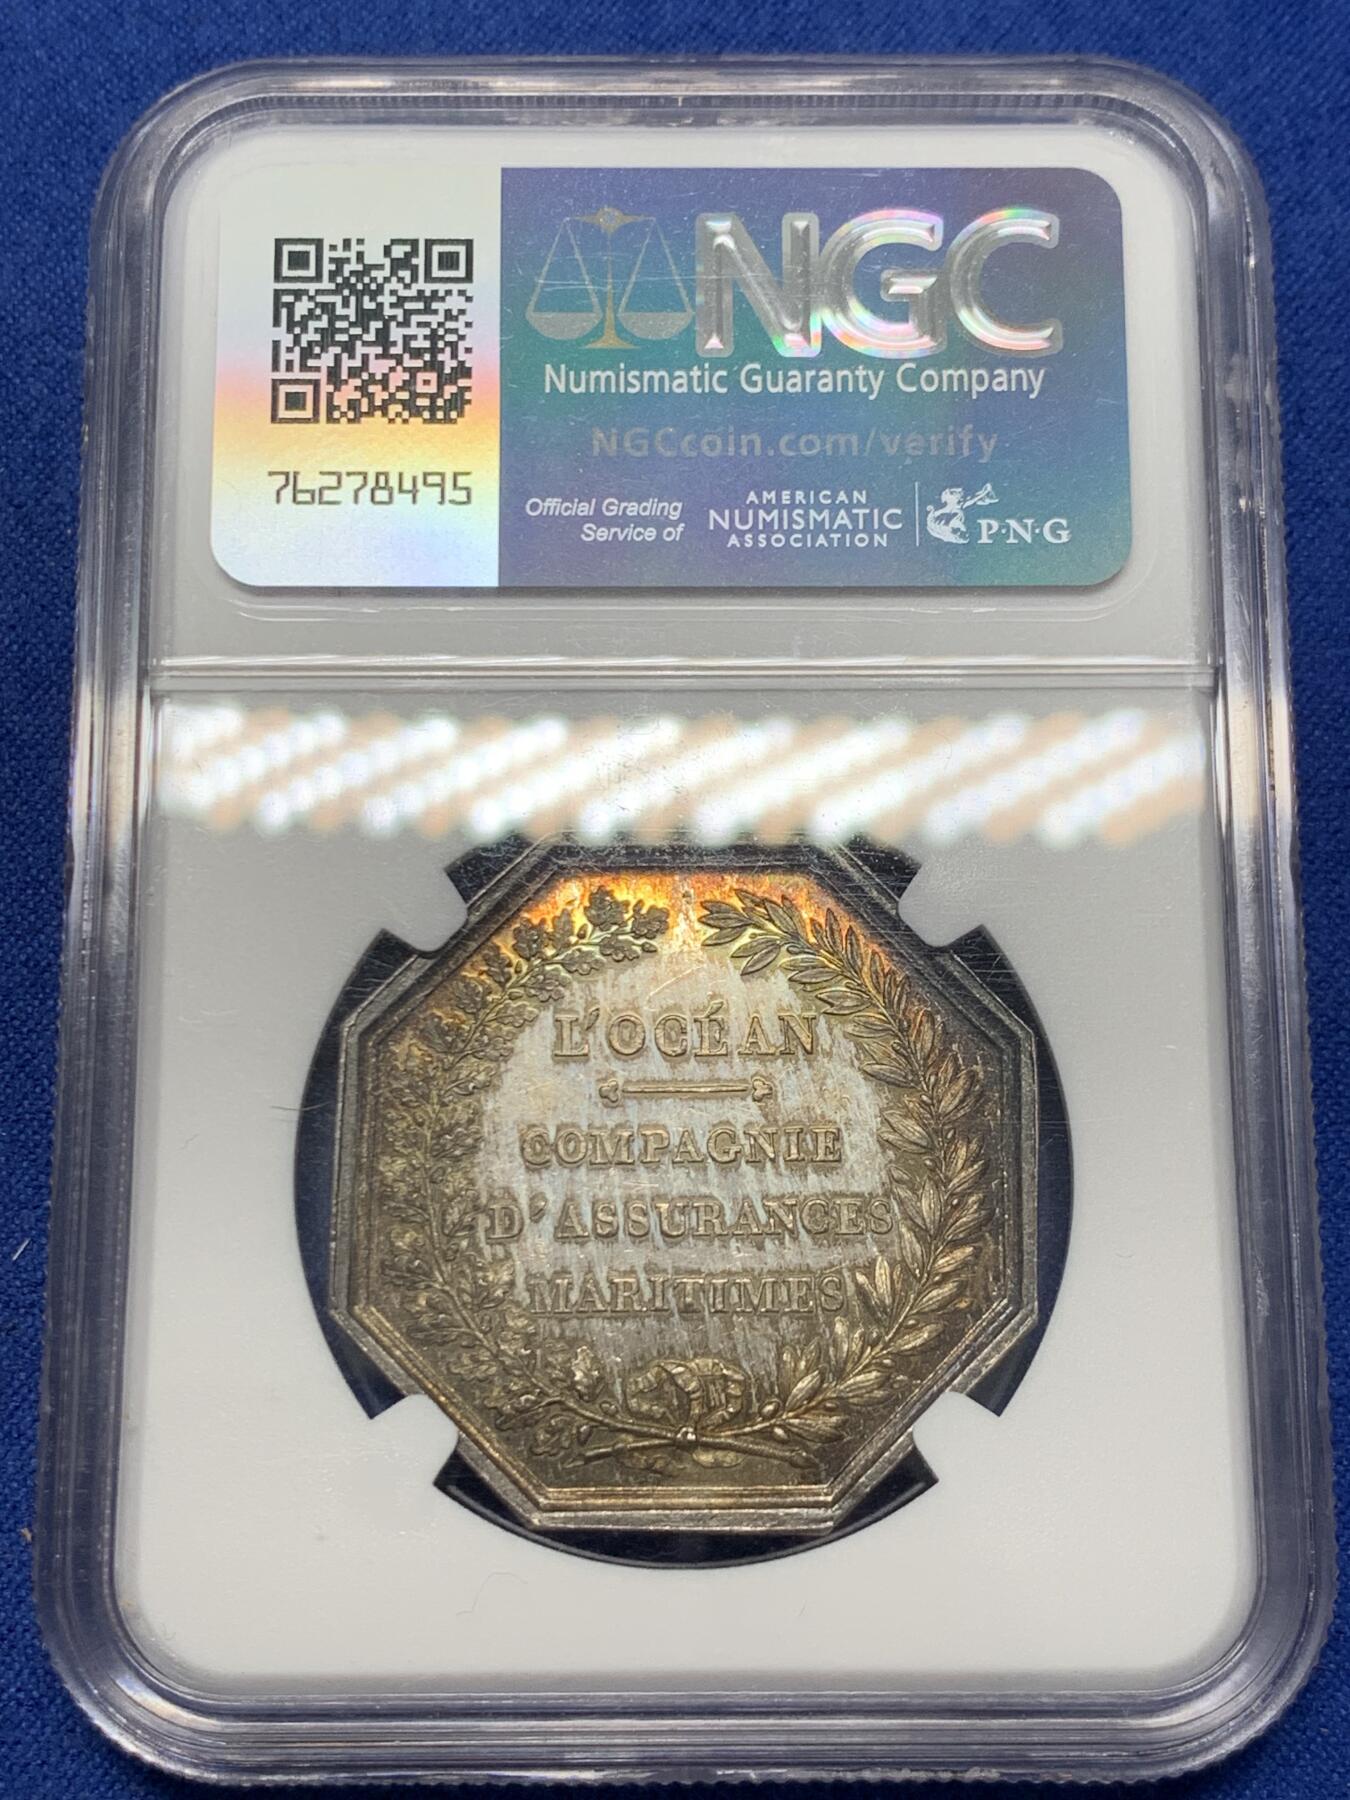 NGC
Numismatic Guaranty Company
NGCcoin.com/verify
76278495
Official Grading
Service of
AMERICAN
NUMISMATIC
ASSOCIATION
P·N·G
L'OCÉAN
COMPAGNIE
D'ASSURANCES
MARITIMES